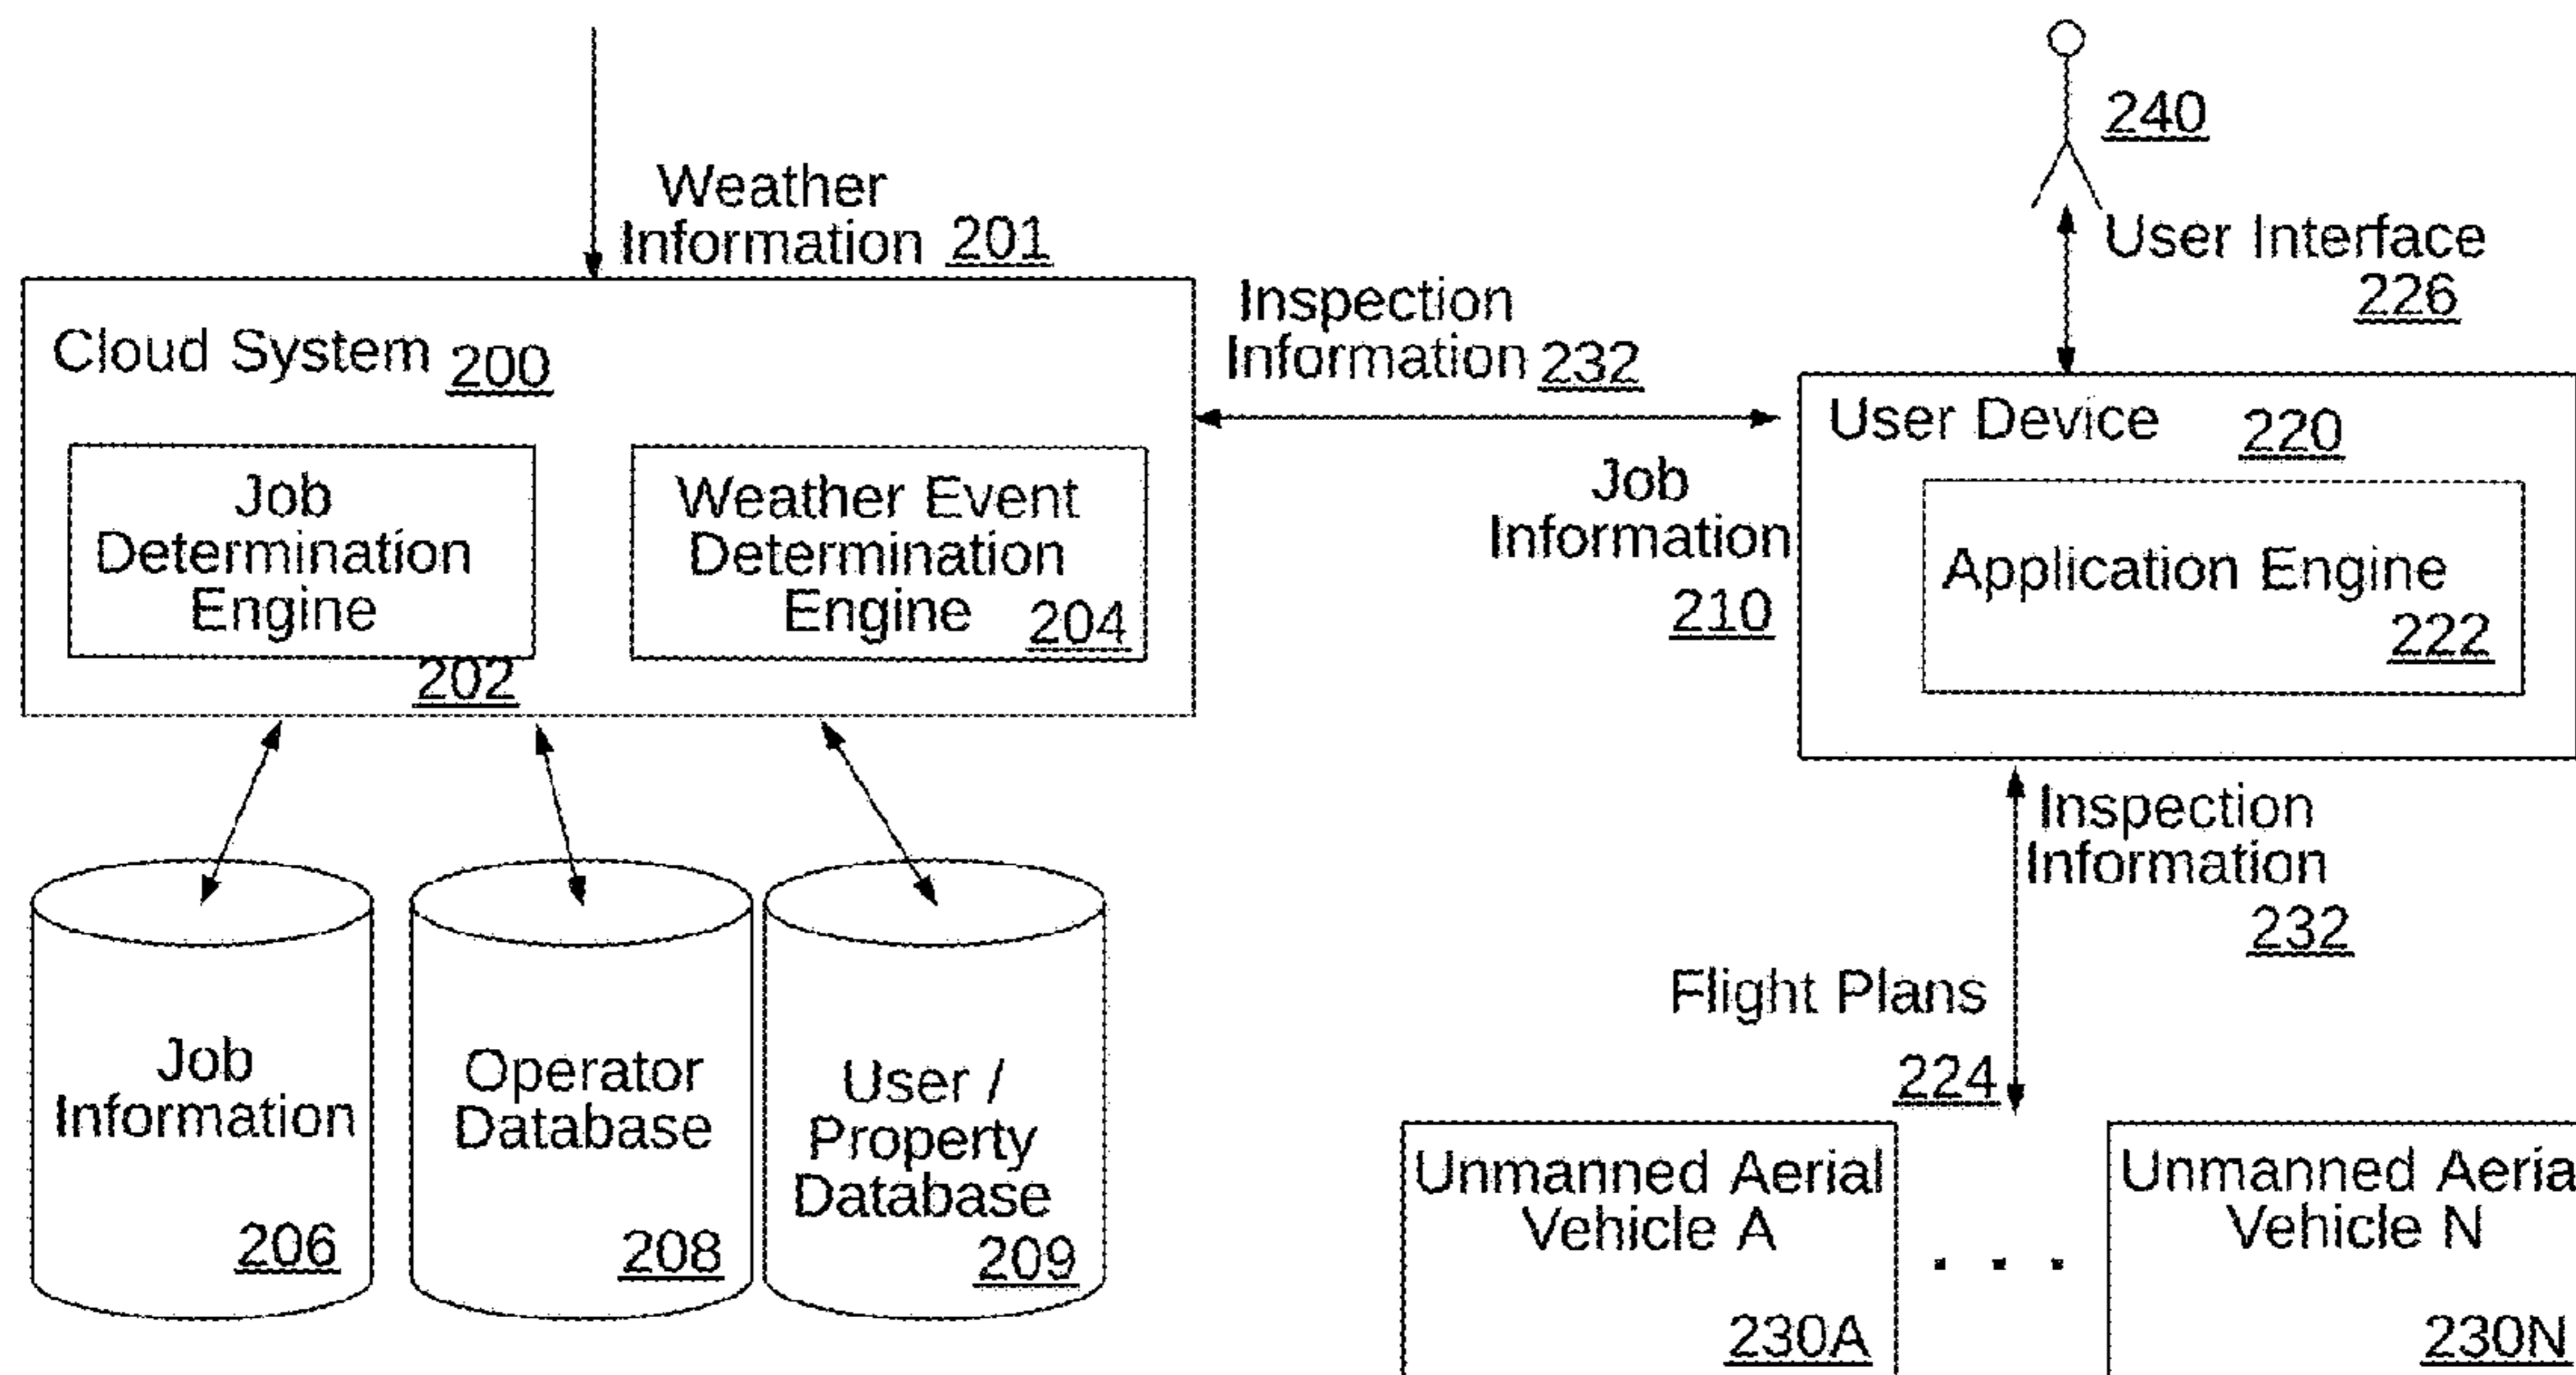 240
Weather
Information 201
User Interface
226
Cloud System 200
Inspection
Information 232
User Device 220
Job
Determination
Engine
202
Weather Event
Determination
Engine 204
Job
Information
210
Application Engine
222
Inspection
Information
232
Flight Plans
224
Job
Information
206
Operator
Database
208
User /
Property
Database
209
Unmanned Aerial
Vehicle A
230A
. . .
Unmanned Aeria
Vehicle N
230N